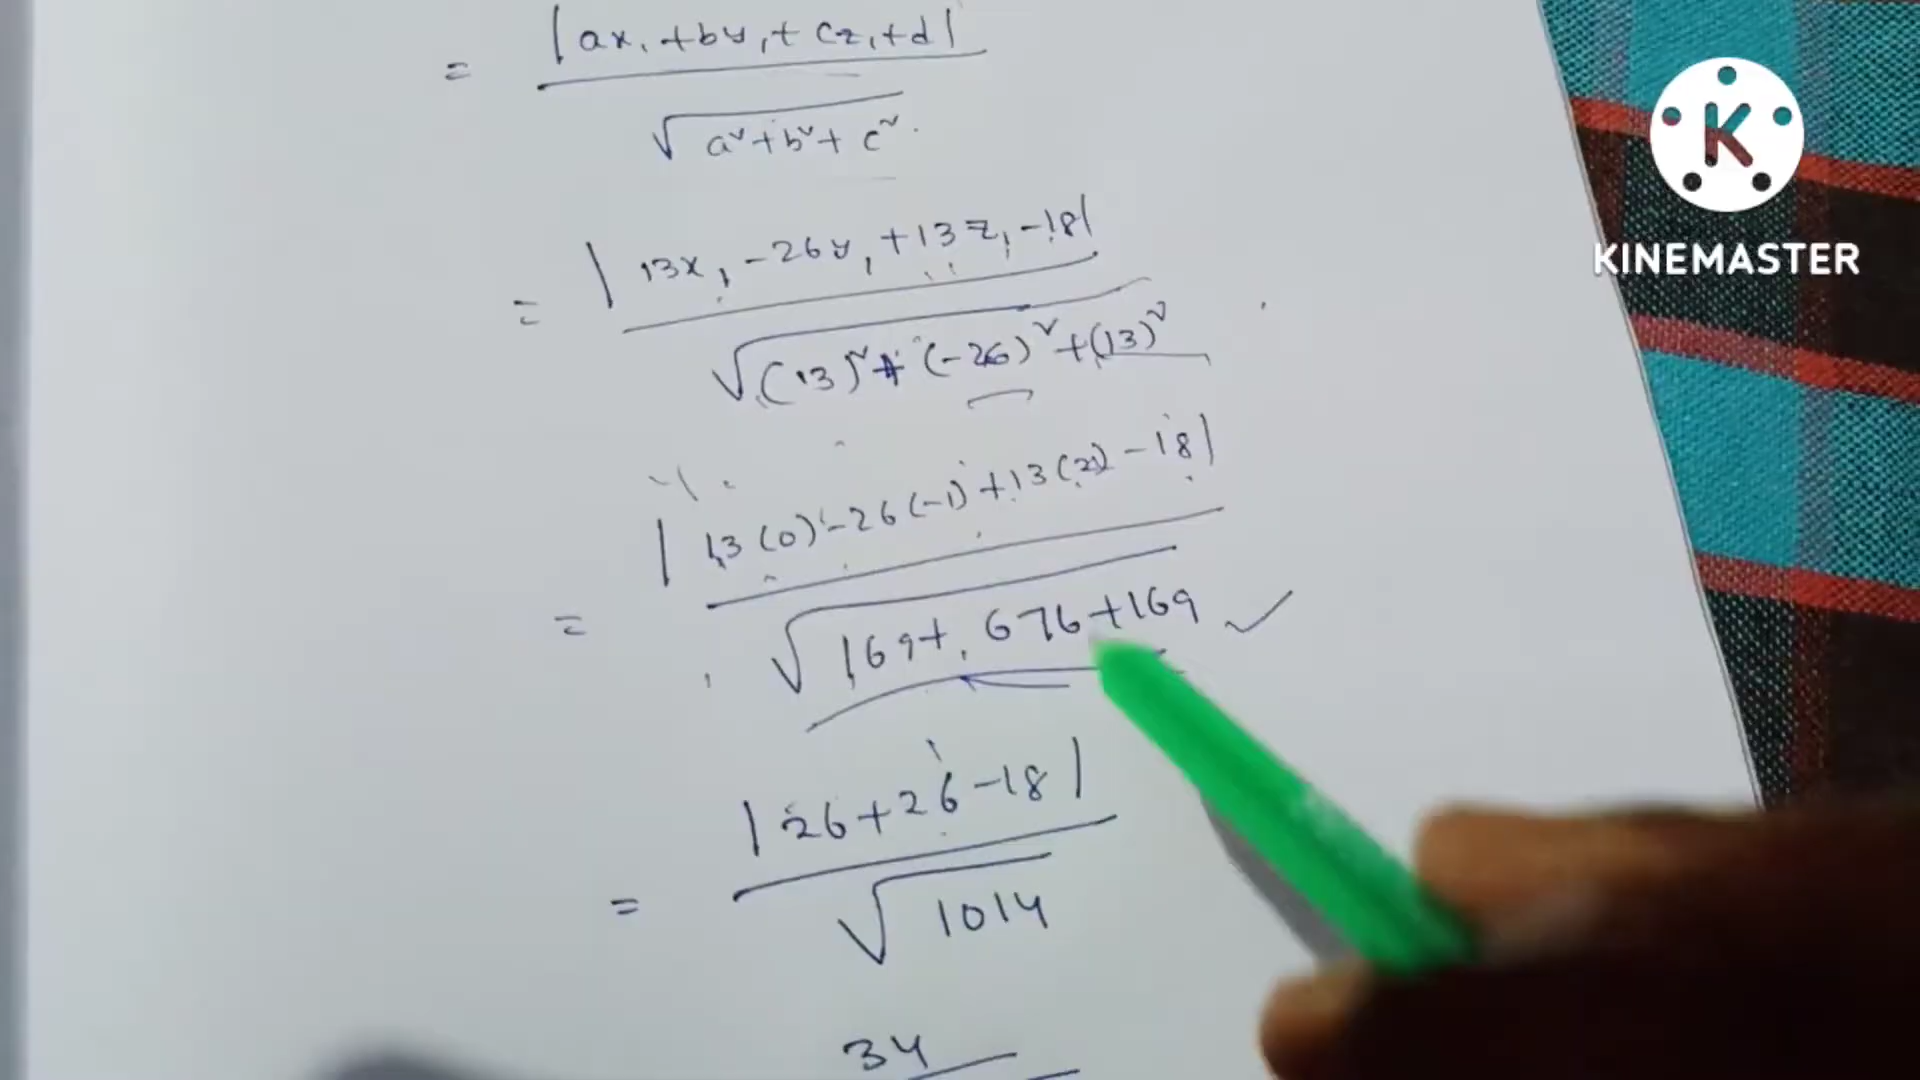 = |ax₁+by₁+cz₁+d|
√a²+b²+c²
= |13x₁-26y₁+13z₁-18|
√(13)²+(-26)²+(13)²
= |13(0)-26(-1)+13(2)-18|
√169+676+169
= |26+26-18|
√1014
34
K
KINEMASTER